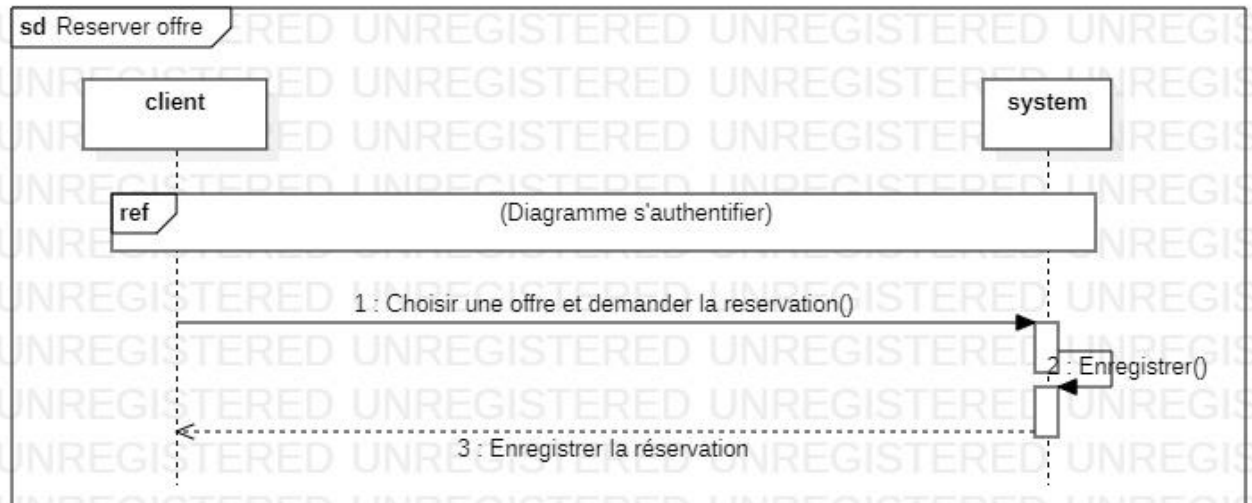 sd Reserver offre
client
system
ref
(Diagramme s'authentifier)
1 : Choisir une offre et demander la reservation()
2 : Enregistrer()
3 : Enregistrer la réservation
UNREGISTERED